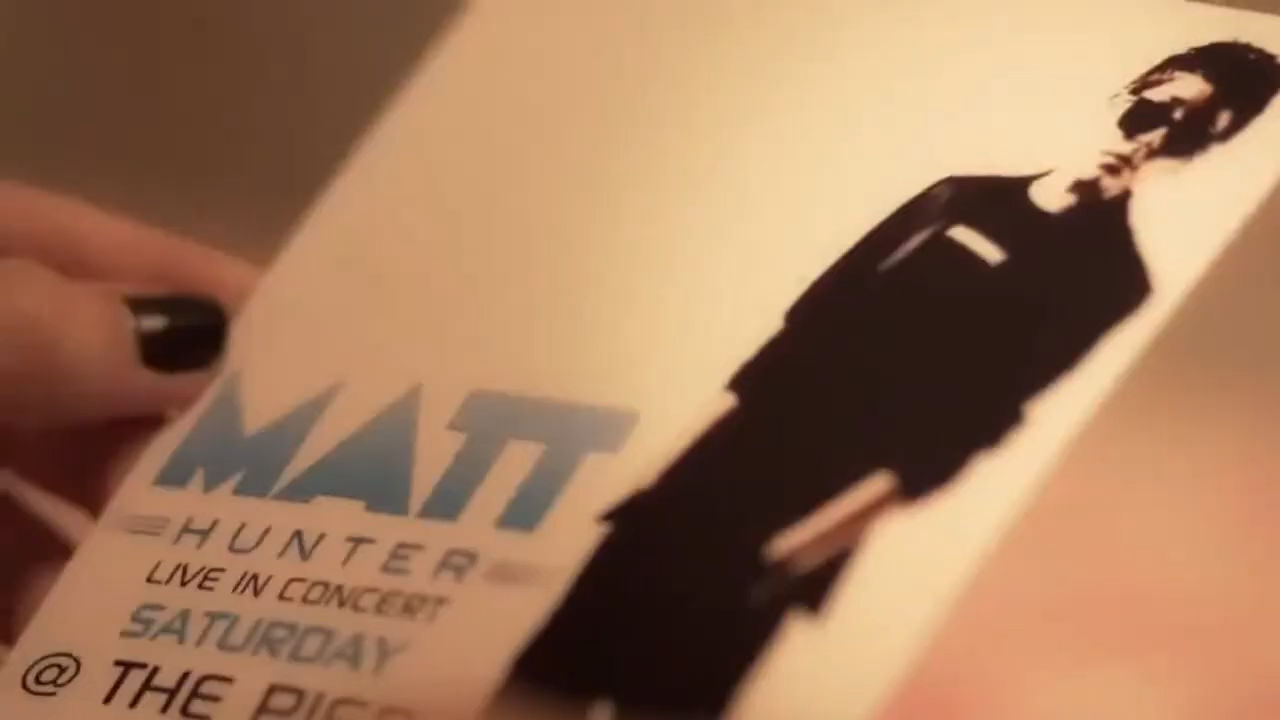 MATT
HUNTER
LIVE IN CONCERT
SATURDAY
@ THE